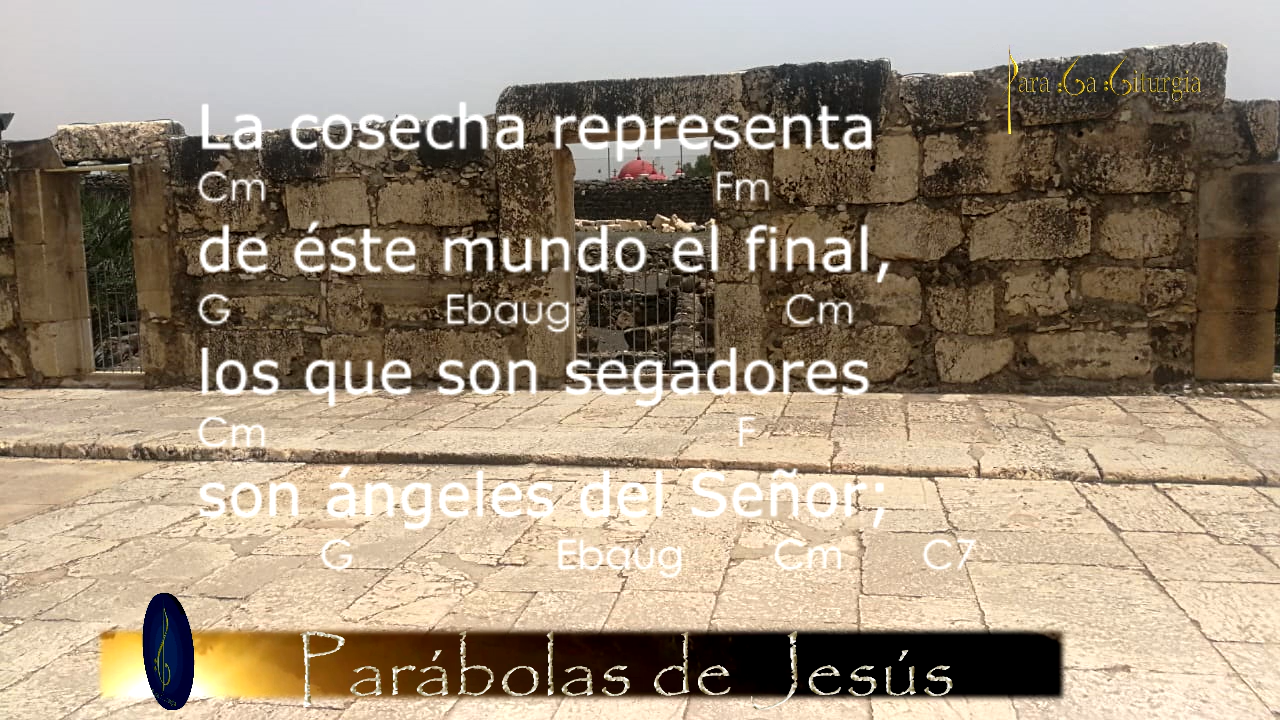 Para :La :Liturgia
La cosecha representa
Cm Fm
de éste mundo el final,
G Ebaug Cm
los que son segadores
Cm F
son ángeles del Señor;
G Ebaug Cm C7
Parábolas de Jesús